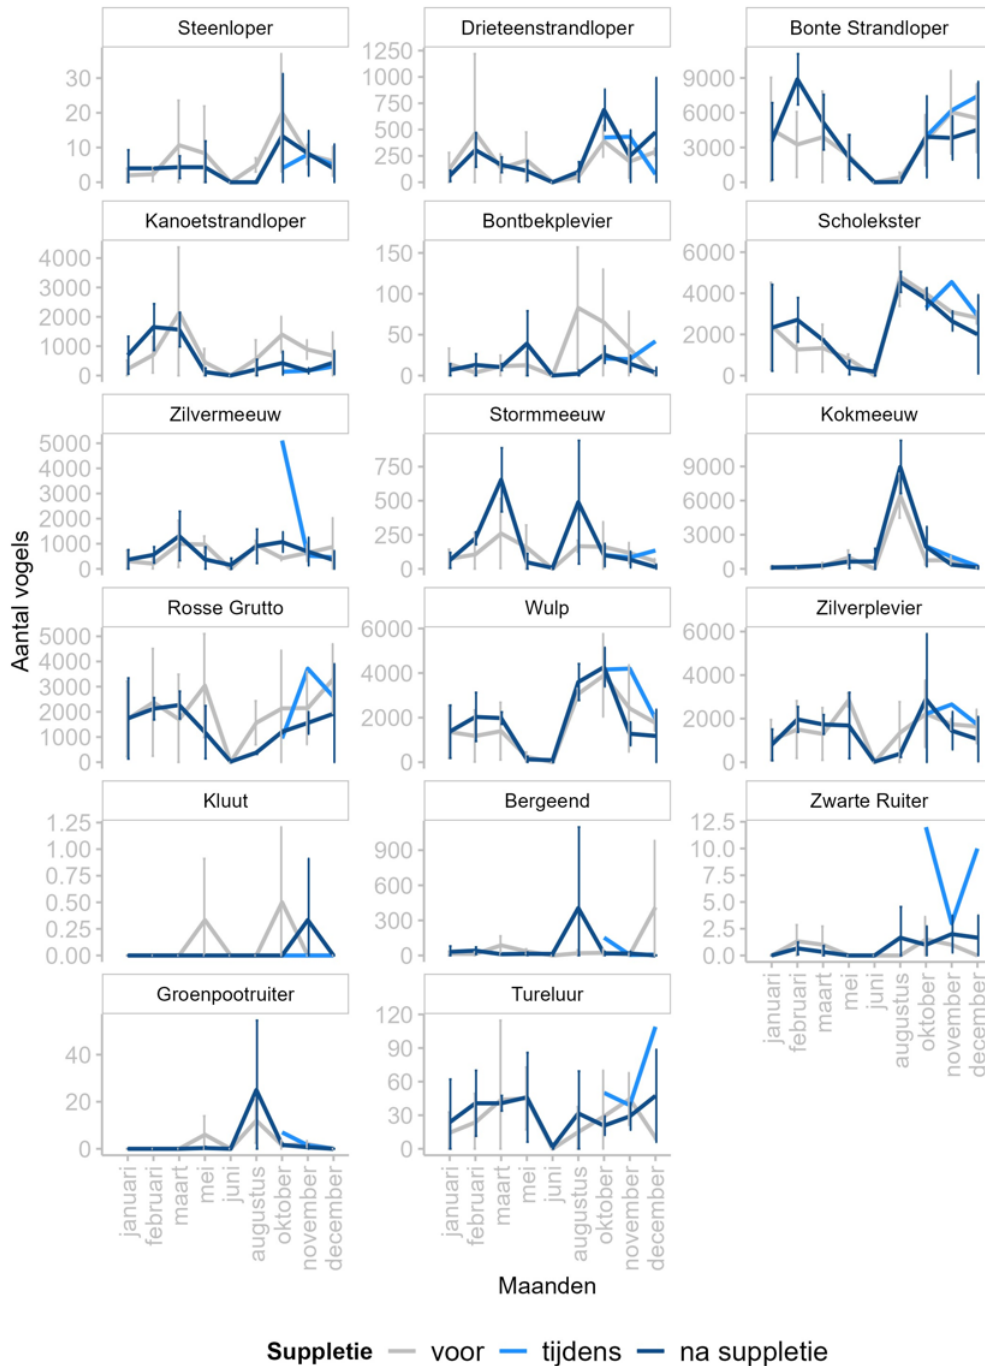 Steenloper Drieteenstrandloper Bonte Strandloper
30 20 10 0
1250 1000 750 500 250 0
9000 6000 3000 0
Kanoetstrandloper Bontbekplevier Scholekster
4000 3000 2000 1000 0
150 100 50 0
6000 4000 2000 0
Zilvermeeuw Stormmeeuw Kokmeeuw
5000 4000 3000 2000 1000 0
750 500 250 0
9000 6000 3000 0
Aantal vogels
Rosse Grutto Wulp Zilverplevier
5000 4000 3000 2000 1000 0
6000 4000 2000 0
6000 4000 2000 0
Kluut Bergeend Zwarte Ruiter
1.25 1.00 0.75 0.50 0.25 0.00
900 600 300 0
12.5 10.0 7.5 5.0 2.5 0.0
januari februari maart mei juni augustus oktober november december
Groenpootruiter Tureluur
40 20 0
120 90 60 30 0
januari februari maart mei juni augustus oktober november december
januari februari maart mei juni augustus oktober november december
Maanden
Suppletie voor tijdens na suppletie